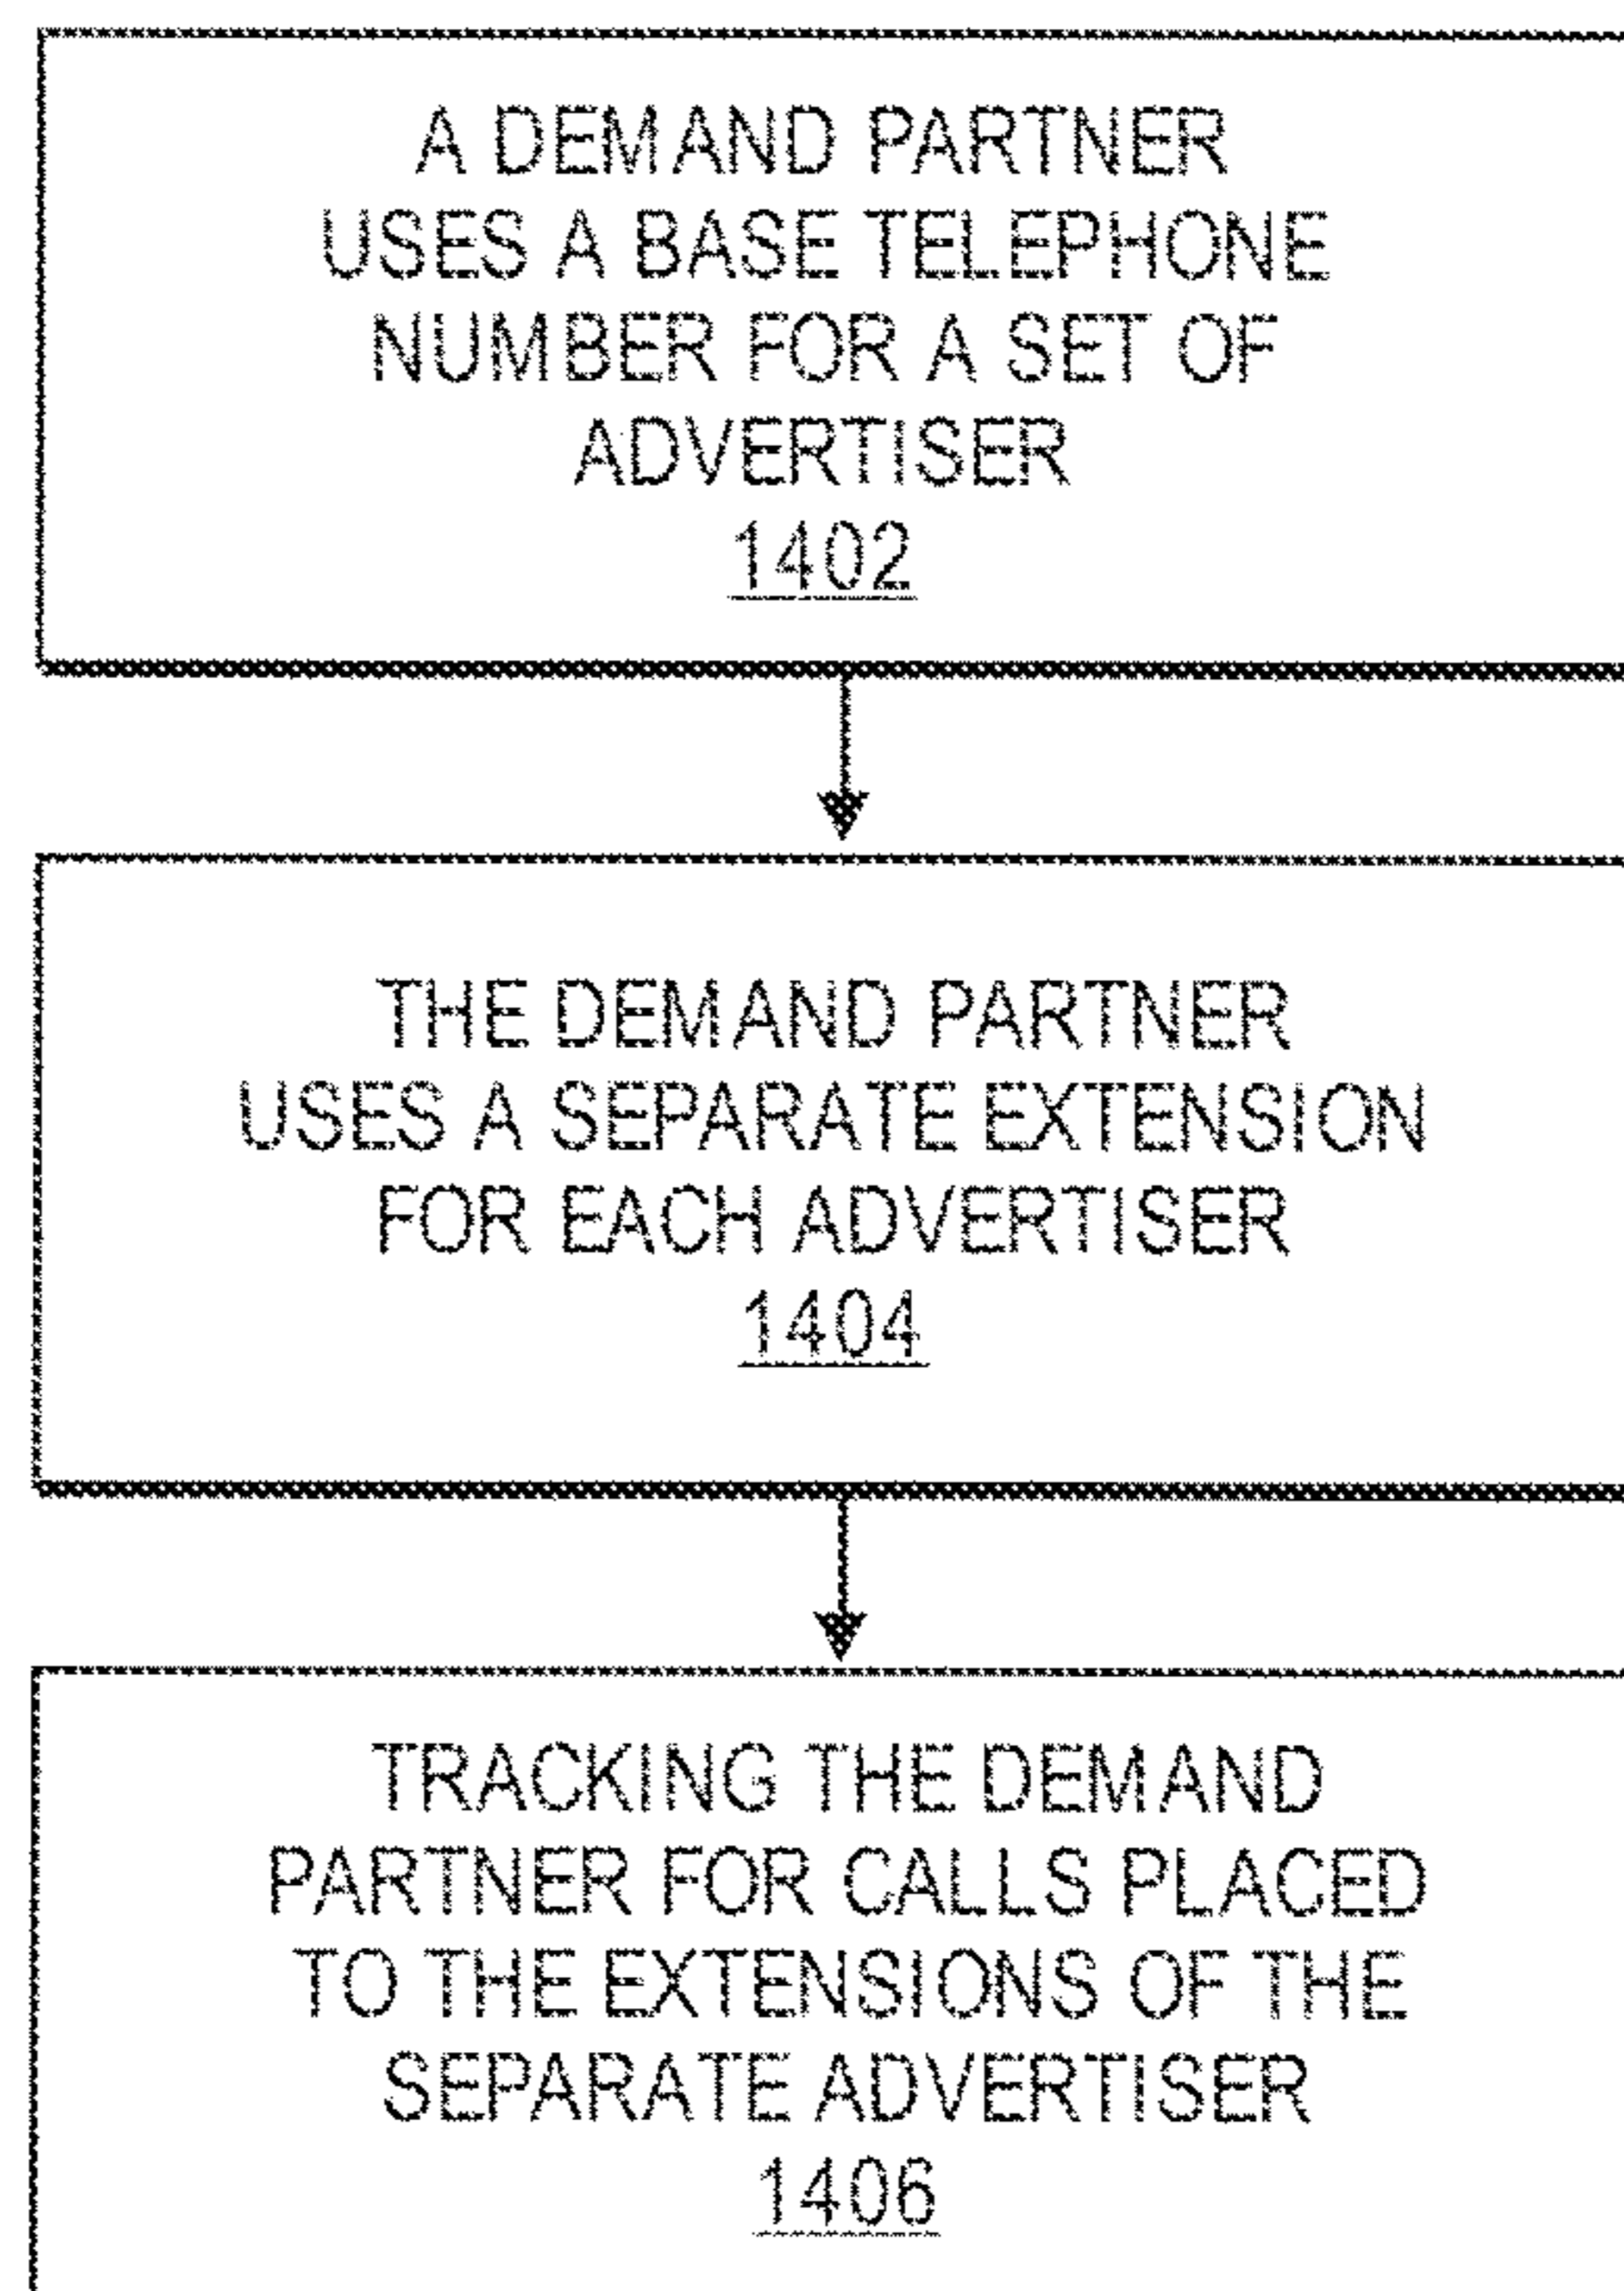 A DEMAND PARTNER
USES A BASE TELEPHONE
NUMBER FOR A SET OF
ADVERTISER
1402
THE DEMAND PARTNER
USES A SEPARATE EXTENSION
FOR EACH ADVERTISER
1404
TRACKING THE DEMAND
PARTNER FOR CALLS PLACED
TO THE EXTENSIONS OF THE
SEPARATE ADVERTISER
1406